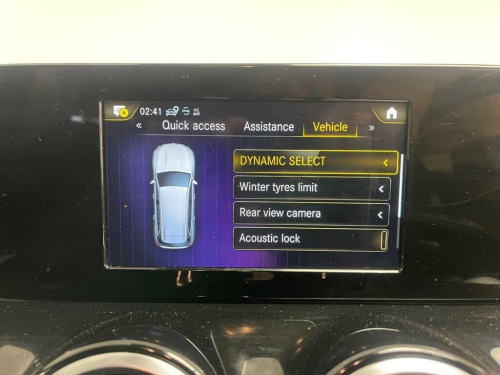 02:41
« Quick access Assistance Vehicle »
DYNAMIC SELECT
Winter tyres limit
Rear view camera
Acoustic lock